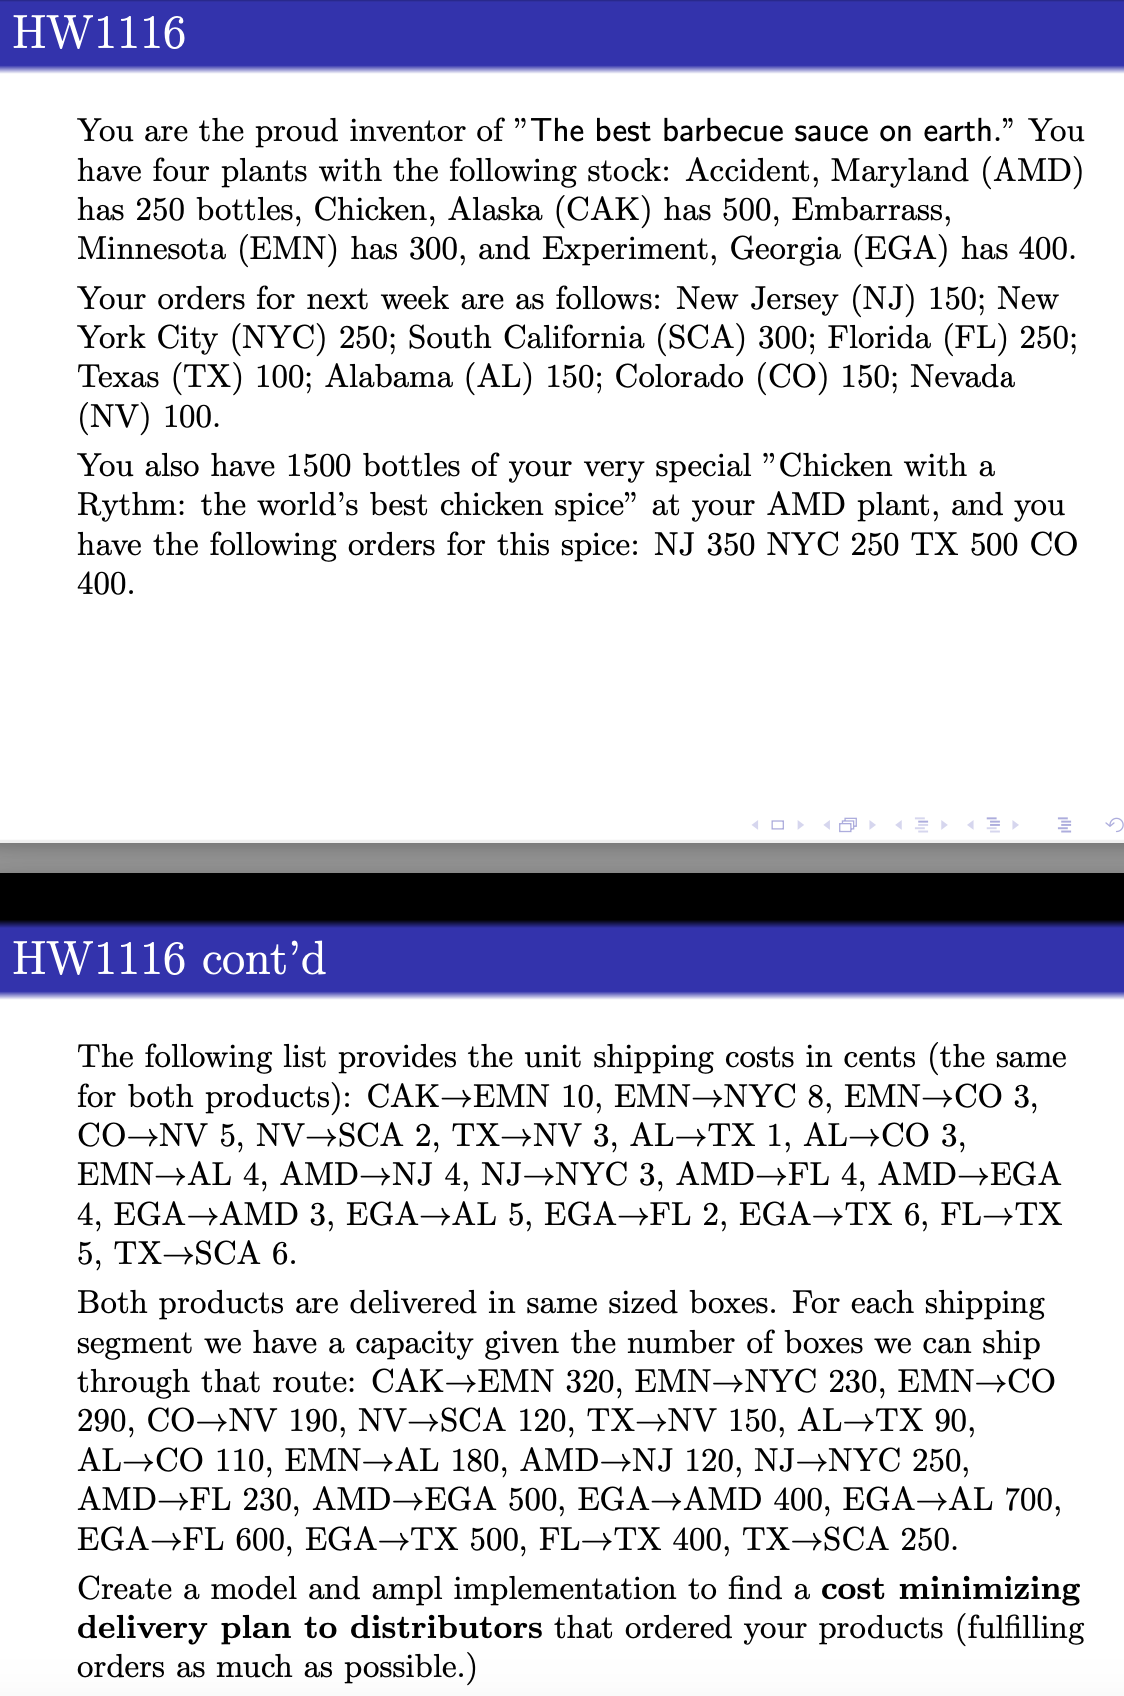 HW1116
You are the proud inventor of ”The best barbecue sauce on earth.” You
have four plants with the following stock: Accident, Maryland (AMD)
has 250 bottles, Chicken, Alaska (CAK) has 500, Embarrass,
Minnesota (EMN) has 300, and Experiment, Georgia (EGA) has 400.
Your orders for next week are as follows: New Jersey (NJ) 150; New
York City (NYC) 250; South California (SCA) 300; Florida (FL) 250;
Texas (TX) 100; Alabama (AL) 150; Colorado (CO) 150; Nevada
(NV) 100.
You also have 1500 bottles of your very special ”Chicken with a
Rythm: the world’s best chicken spice” at your AMD plant, and you
have the following orders for this spice: NJ 350 NYC 250 TX 500 CO
400.
HW1116 cont’d
The following list provides the unit shipping costs in cents (the same
for both products): CAK→EMN 10, EMN→NYC 8, EMN→CO 3,
CO→NV 5, NV→SCA 2, TX→NV 3, AL→TX 1, AL→CO 3,
EMN→AL 4, AMD→NJ 4, NJ→NYC 3, AMD→FL 4, AMD→EGA
4, EGA→AMD 3, EGA→AL 5, EGA→FL 2, EGA→TX 6, FL→TX
5, TX→SCA 6.
Both products are delivered in same sized boxes. For each shipping
segment we have a capacity given the number of boxes we can ship
through that route: CAK→EMN 320, EMN→NYC 230, EMN→CO
290, CO→NV 190, NV→SCA 120, TX→NV 150, AL→TX 90,
AL→CO 110, EMN→AL 180, AMD→NJ 120, NJ→NYC 250,
AMD→FL 230, AMD→EGA 500, EGA→AMD 400, EGA→AL 700,
EGA→FL 600, EGA→TX 500, FL→TX 400, TX→SCA 250.
Create a model and ampl implementation to find a cost minimizing
delivery plan to distributors that ordered your products (fulfilling
orders as much as possible.)